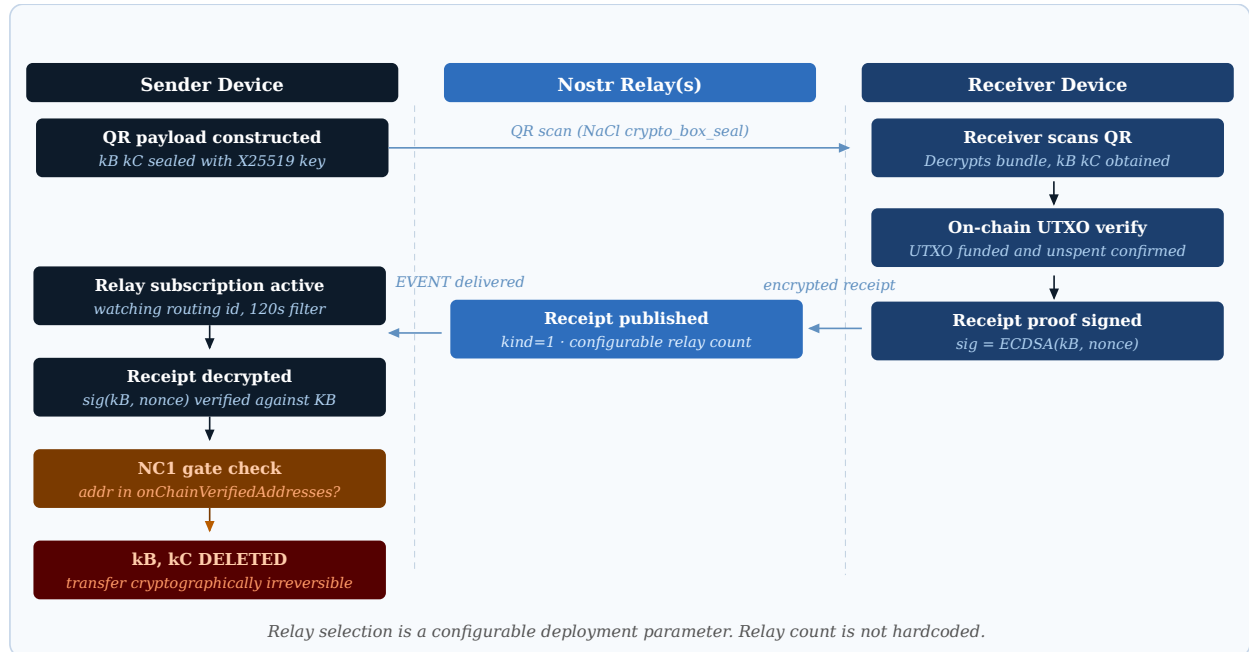 Sender Device
Nostr Relay(s)
Receiver Device
QR payload constructed
kB kC sealed with X25519 key
QR scan (NaCl crypto_box_seal)
Receiver scans QR
Decrypts bundle, kB kC obtained
On-chain UTXO verify
UTXO funded and unspent confirmed
Relay subscription active
watching routing id, 120s filter
EVENT delivered
encrypted receipt
Receipt published
kind=1 · configurable relay count
Receipt proof signed
sig = ECDSA(kB, nonce)
Receipt decrypted
sig(kB, nonce) verified against KB
NC1 gate check
addr in onChainVerifiedAddresses?
kB, kC DELETED
transfer cryptographically irreversible
Relay selection is a configurable deployment parameter. Relay count is not hardcoded.